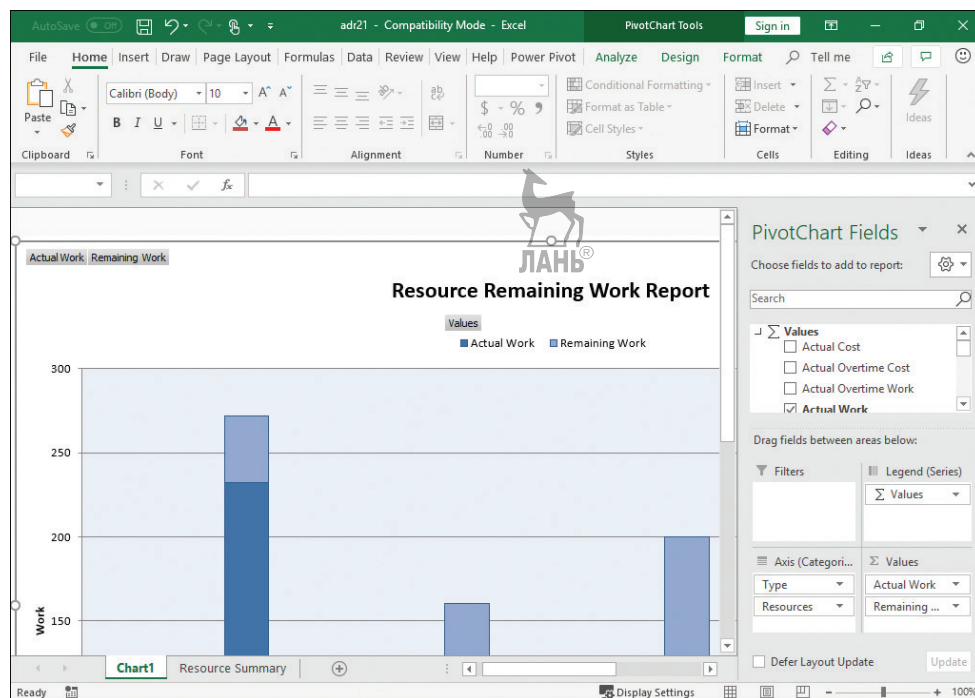 AutoSave Off adr21 - Compatibility Mode - Excel PivotChart Tools Sign in
File Home Insert Draw Page Layout Formulas Data Review View Help Power Pivot Analyze Design Format Tell me
Paste
Calibri (Body) 10
B I U A
ab
$ % 9
Conditional Formatting
Format as Table
Cell Styles
Insert
Delete
Format
Ideas
Clipboard Font Alignment Number Styles Cells Editing Ideas
fx
ЛАНЬ®
Actual Work Remaining Work
Resource Remaining Work Report
Values
Actual Work Remaining Work
300
250
200
150
Work
PivotChart Fields
Choose fields to add to report:
Search
Σ Values
Actual Cost
Actual Overtime Cost
Actual Overtime Work
Actual Work
Drag fields between areas below:
Filters
Legend (Series)
Σ Values
Axis (Categori...
Type
Resources
Σ Values
Actual Work
Remaining ...
Defer Layout Update Update
Chart1 Resource Summary
Ready Display Settings 100%